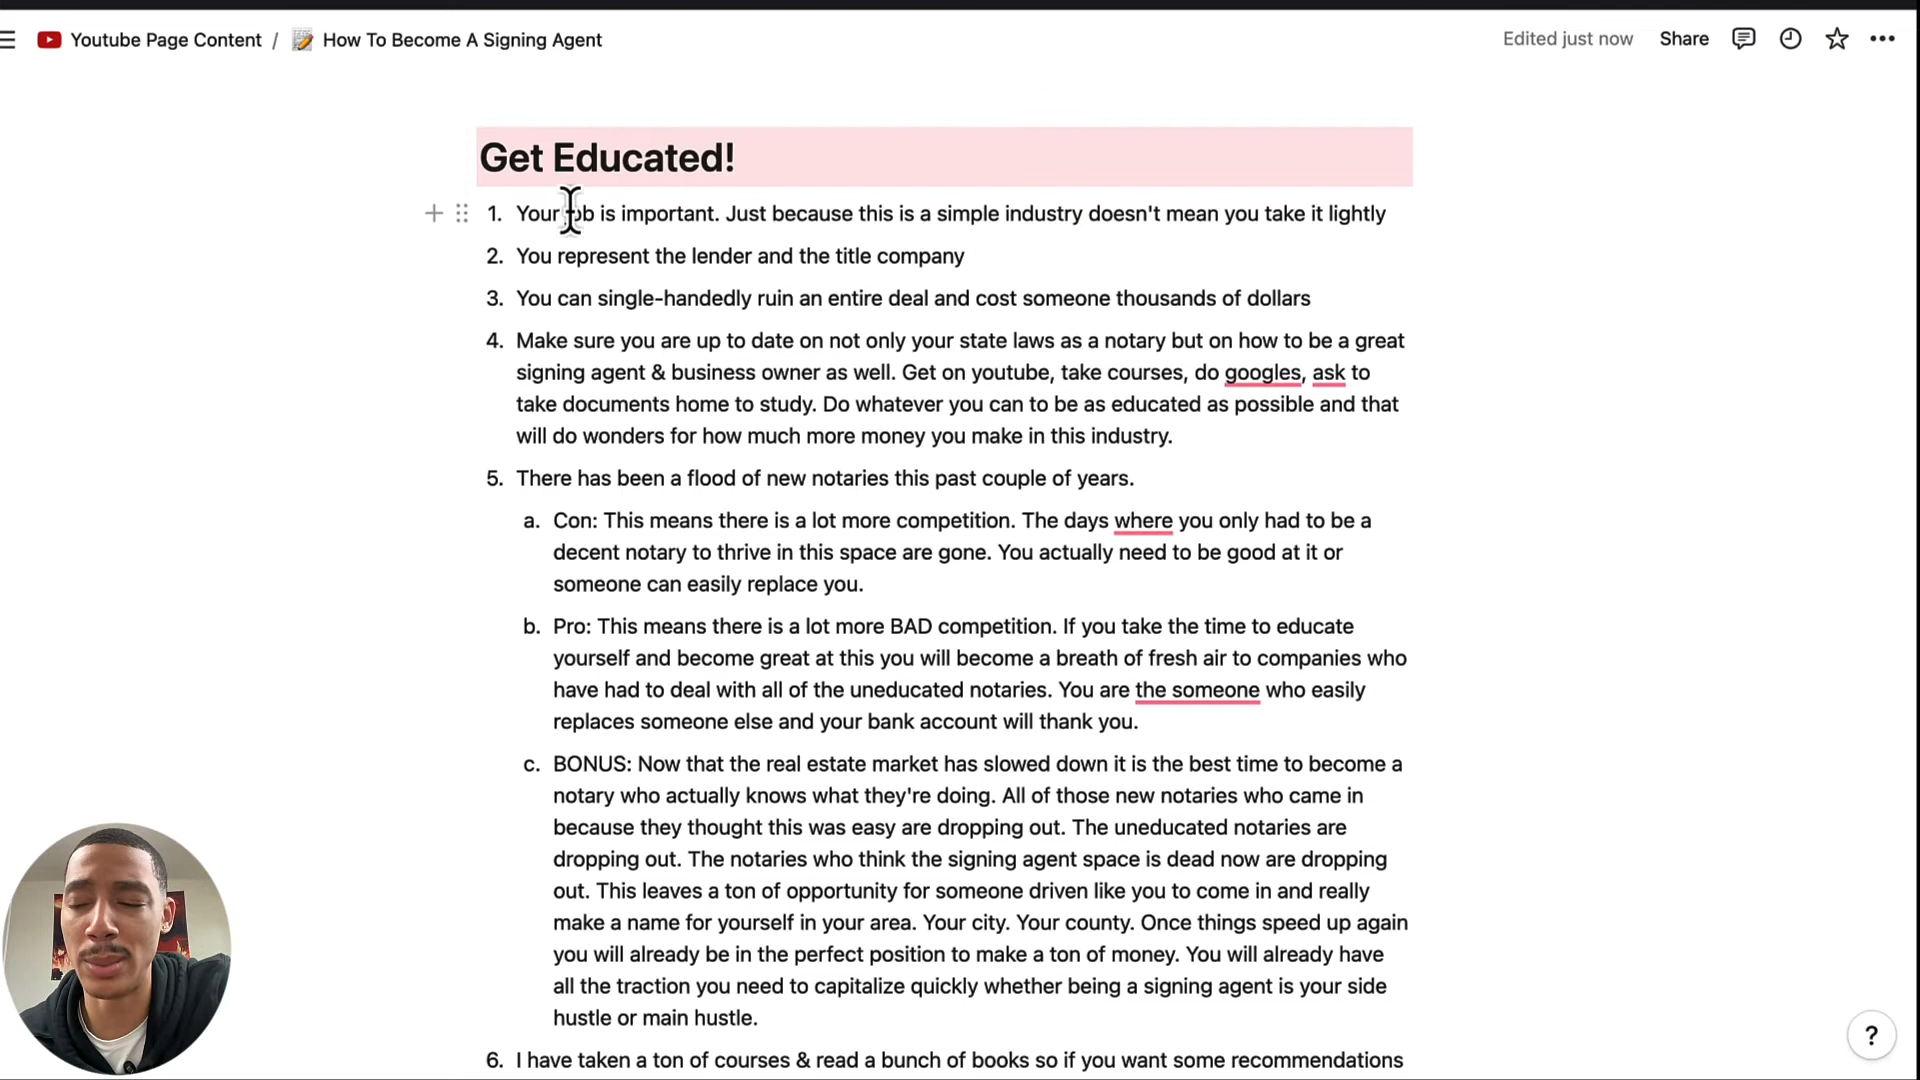 Youtube Page Content / How To Become A Signing Agent
Edited just now Share
Get Educated!
1. Your job is important. Just because this is a simple industry doesn't mean you take it lightly
2. You represent the lender and the title company
3. You can single-handedly ruin an entire deal and cost someone thousands of dollars
4. Make sure you are up to date on not only your state laws as a notary but on how to be a great
signing agent & business owner as well. Get on youtube, take courses, do googles, ask to
take documents home to study. Do whatever you can to be as educated as possible and that
will do wonders for how much more money you make in this industry.
5. There has been a flood of new notaries this past couple of years.
a. Con: This means there is a lot more competition. The days where you only had to be a
decent notary to thrive in this space are gone. You actually need to be good at it or
someone can easily replace you.
b. Pro: This means there is a lot more BAD competition. If you take the time to educate
yourself and become great at this you will become a breath of fresh air to companies who
have had to deal with all of the uneducated notaries. You are the someone who easily
replaces someone else and your bank account will thank you.
c. BONUS: Now that the real estate market has slowed down it is the best time to become a
notary who actually knows what they're doing. All of those new notaries who came in
because they thought this was easy are dropping out. The uneducated notaries are
dropping out. The notaries who think the signing agent space is dead now are dropping
out. This leaves a ton of opportunity for someone driven like you to come in and really
make a name for yourself in your area. Your city. Your county. Once things speed up again
you will already be in the perfect position to make a ton of money. You will already have
all the traction you need to capitalize quickly whether being a signing agent is your side
hustle or main hustle.
6. I have taken a ton of courses & read a bunch of books so if you want some recommendations
?